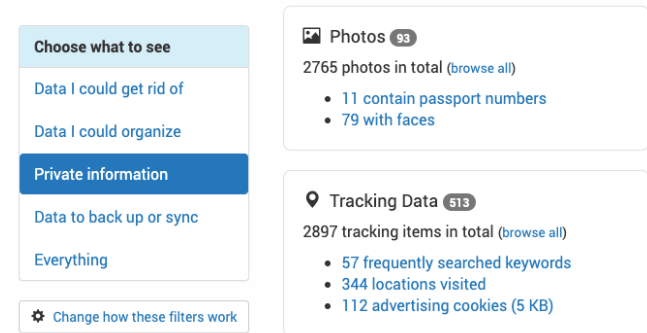 Choose what to see
Data I could get rid of
Data I could organize
Private information
Data to back up or sync
Everything
Change how these filters work
Photos 93
2765 photos in total (browse all)
11 contain passport numbers
79 with faces
Tracking Data 513
2897 tracking items in total (browse all)
57 frequently searched keywords
344 locations visited
112 advertising cookies (5 KB)